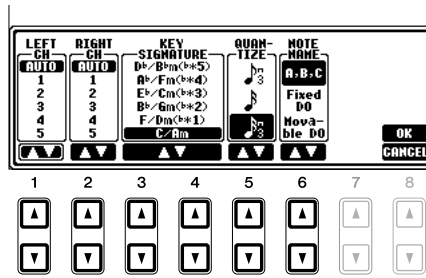 LEFT CH
RIGHT CH
KEY SIGNATURE
QUAN-TIZE
NOTE NAME
AUTO AUTO D♭/B♭m(♭*5)
1 1 A♭/Fm(♭*4) A,B,C
2 2 E♭/Cm(♭*3) Fixed DO
3 3 B♭/Gm(♭*2)
4 4 F/Dm(♭*1) Mova-ble DO
5 5 C/Am
OK
CANCEL
1 2 3 4 5 6 7 8